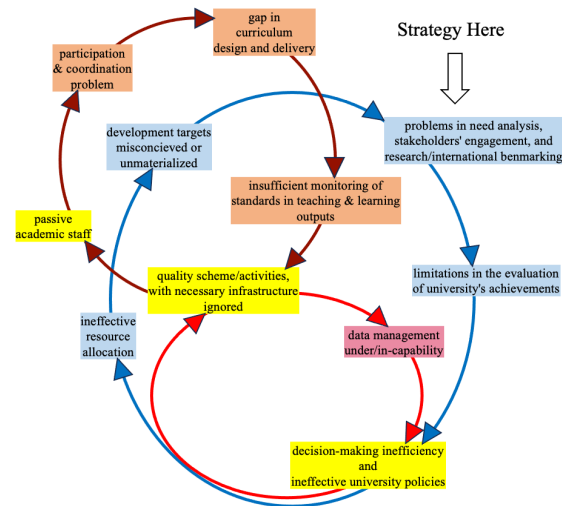 gap in
curriculum
design and delivery
Strategy Here
participation
& coordination
problem
development targets
misconcieved or
unmaterialized
problems in need analysis,
stakeholders' engagement, and
research/international benmarking
insufficient monitoring of
standards in teaching & learning
outputs
passive
academic staff
quality scheme/activities,
with necessary infrastructure
ignored
limitations in the evaluation
of university's achievements
ineffective
resource
allocation
data management
under/in-capability
decision-making inefficiency
and
ineffective university policies